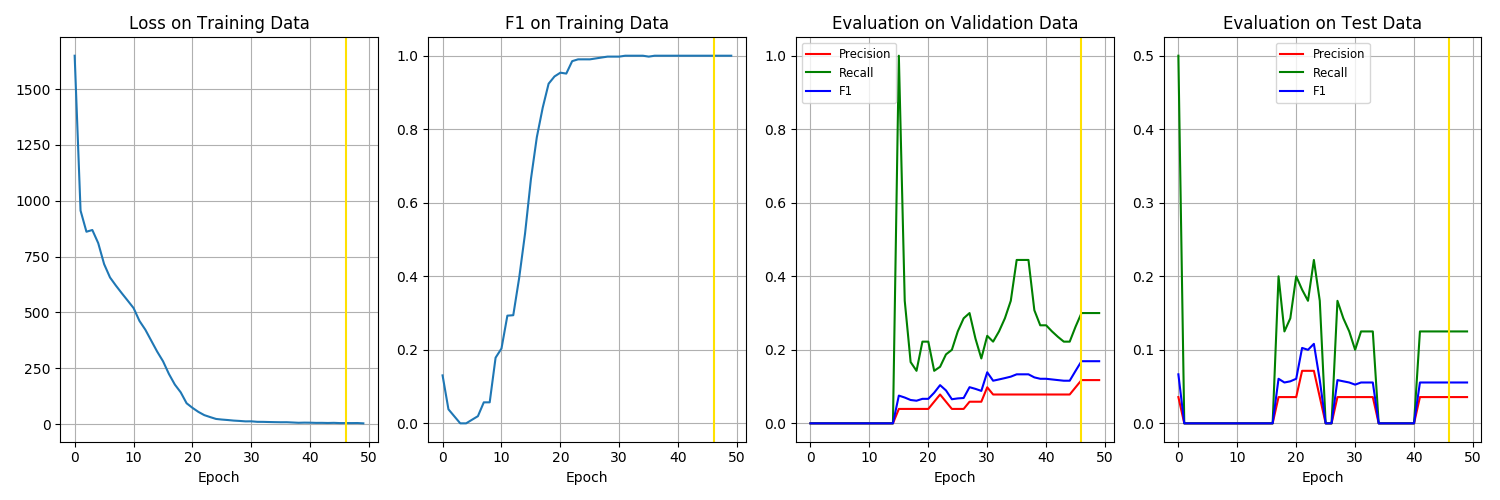 Loss on Training Data
F1 on Training Data
Evaluation on Validation Data
Evaluation on Test Data
1500
1250
1000
750
500
250
0
0 10 20 30 40 50
Epoch
1.0
0.8
0.6
0.4
0.2
0.0
0 10 20 30 40 50
Epoch
1.0
0.8
0.6
0.4
0.2
0.0
Precision
Recall
F1
0 10 20 30 40 50
Epoch
0.5
0.4
0.3
0.2
0.1
0.0
Precision
Recall
F1
0 10 20 30 40 50
Epoch